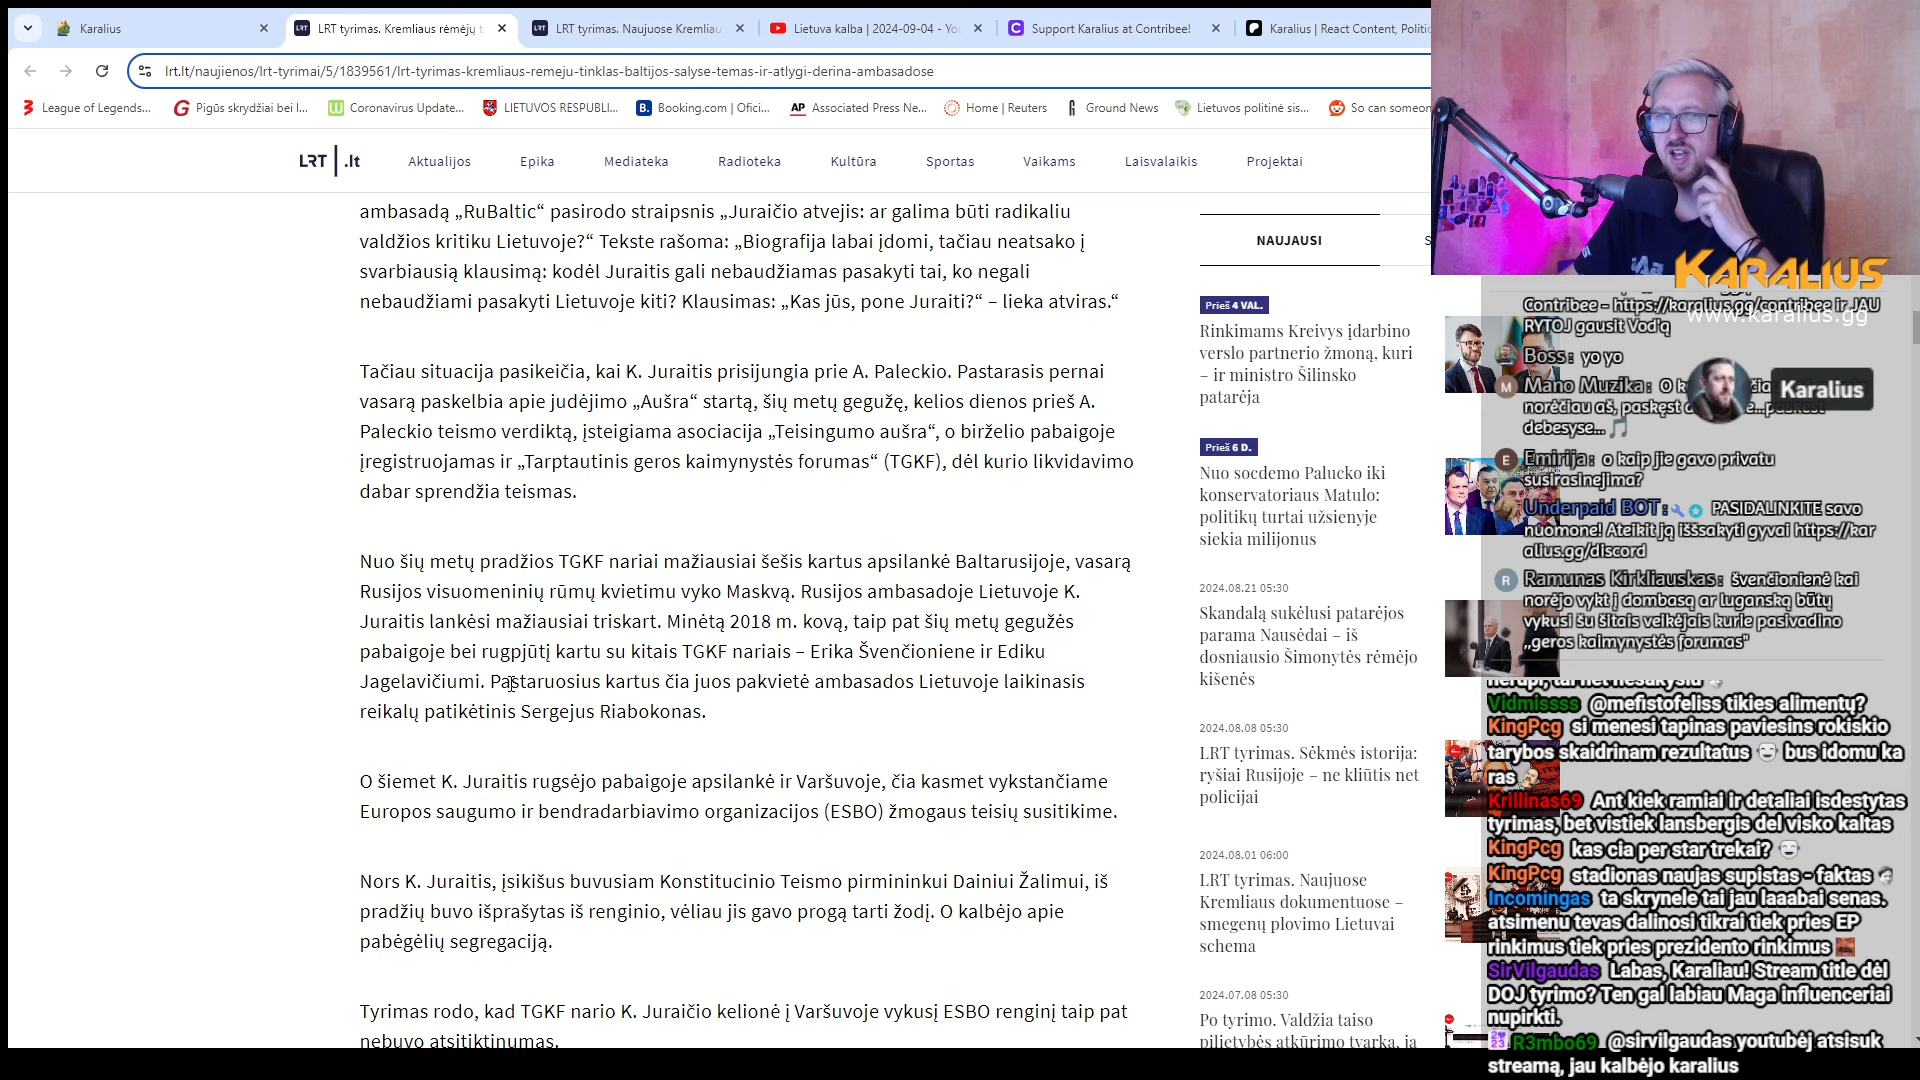 Karalius
LRT tyrimas. Kremliaus rėmėjų t
LRT tyrimas. Naujuose Kremliau
Lietuva kalba | 2024-09-04 - Yo
Support Karalius at Contribee!
Karalius | React Content, Politic
lrt.lt/naujienos/lrt-tyrimai/5/1839561/lrt-tyrimas-kremliaus-remeju-tinklas-baltijos-salyse-temas-ir-atlygi-derina-ambasadose
League of Legends...
Pigūs skrydžiai bei l...
Coronavirus Update...
LIETUVOS RESPUBLI...
Booking.com | Ofici...
AP Associated Press Ne...
Home | Reuters
Ground News
Lietuvos politinė sis...
So can someon
LRT .lt
Aktualijos
Epika
Mediateka
Radioteka
Kultūra
Sportas
Vaikams
Laisvalaikis
Projektai
ambasadą „RuBaltic“ pasirodo straipsnis „Juraičio atvejis: ar galima būti radikaliu
valdžios kritiku Lietuvoje?“ Tekste rašoma: „Biografija labai įdomi, tačiau neatsako į
svarbiausią klausimą: kodėl Juraitis gali nebaudžiamas pasakyti tai, ko negali
nebaudžiami pasakyti Lietuvoje kiti? Klausimas: „Kas jūs, pone Juraiti?“ – lieka atviras.“
Tačiau situacija pasikeičia, kai K. Juraitis prisijungia prie A. Paleckio. Pastarasis pernai
vasarą paskelbia apie judėjimo „Aušra“ startą, šių metų gegužę, kelios dienos prieš A.
Paleckio teismo verdiktą, įsteigiama asociacija „Teisingumo aušra“, o birželio pabaigoje
įregistruojamas ir „Tarptautinis geros kaimynystės forumas“ (TGKF), dėl kurio likvidavimo
dabar sprendžia teismas.
Nuo šių metų pradžios TGKF nariai mažiausiai šešis kartus apsilankė Baltarusijoje, vasarą
Rusijos visuomeninių rūmų kvietimu vyko Maskvą. Rusijos ambasadoje Lietuvoje K.
Juraitis lankėsi mažiausiai triskart. Minėtą 2018 m. kovą, taip pat šių metų gegužės
pabaigoje bei rugpjūtį kartu su kitais TGKF nariais – Erika Švenčioniene ir Ediku
Jagelavičiumi. Pastaruosius kartus čia juos pakvietė ambasados Lietuvoje laikinasis
reikalų patikėtinis Sergejus Riabokonas.
O šiemet K. Juraitis rugsėjo pabaigoje apsilankė ir Varšuvoje, čia kasmet vykstančiame
Europos saugumo ir bendradarbiavimo organizacijos (ESBO) žmogaus teisių susitikime.
Nors K. Juraitis, įsikišus buvusiam Konstitucinio Teismo pirmininkui Dainiui Žalimui, iš
pradžių buvo išprašytas iš renginio, vėliau jis gavo progą tarti žodį. O kalbėjo apie
pabėgėlių segregaciją.
Tyrimas rodo, kad TGKF nario K. Juraičio kelionė į Varšuvoje vykusį ESBO renginį taip pat
nebuvo atsitiktinumas.
NAUJAUSI
S
Prieš 4 VAL.
Rinkimams Kreivys įdarbino
verslo partnerio žmoną, kuri
– ir ministro Šilinsko
patarėja
Prieš 6 D.
Nuo socdemo Palucko iki
konservatoriaus Matulo:
politikų turtai užsienyje
siekia milijonus
2024.08.21 05:30
Skandalą sukėlusi patarėjos
parama Nausėdai – iš
dosniausio Šimonytės rėmėjo
kišenės
2024.08.08 05:30
LRT tyrimas. Sėkmės istorija:
ryšiai Rusijoje – ne kliūtis net
policijai
2024.08.01 06:00
LRT tyrimas. Naujuose
Kremliaus dokumentuose –
smegenų plovimo Lietuvai
schema
2024.07.08 05:30
Po tyrimo. Valdžia taiso
pilietybės atkūrimo tvarką, ją
KARALIUS
www.karalius.gg
Contribee - https://karalius.gg/contribee ir JAU
RYTOJ gausit Vod'ą
Boss: yo yo
Mano Muzika: O k
norėčiau aš, paskęst
debesyse...
Karalius
Emirija: o kaip jie gavo privatu
susirasinejima?
Underpaid BOT: PASIDALINKITE savo
nuomone! Ateikit ją išsakyti gyvai https://kar
alius.gg/discord
Ramunas Kirkliauskas: švenčionienė kai
norėjo vykt į dombasą ar luganską būtų
vykusi šu šitais veikėjais kurie pasivadino
„geros kaimynystės forumas"
Vidmissss @mefistofeliss tikies alimentų?
KingPcg si menesi tapinas paviesins rokiskio
tarybos skaidrinam rezultatus bus idomu ka
ras
Krillinas69 Ant kiek ramiai ir detaliai isdestytas
tyrimas, bet vistiek lansbergis del visko kaltas
KingPcg kas cia per star trekai?
KingPcg stadionas naujas supistas - faktas
Incomingas ta skrynele tai jau laaabai senas.
atsimenu tevas dalinosi tikrai tiek pries EP
rinkimus tiek pries prezidento rinkimus
SirVilgaudas Labas, Karaliau! Stream title dėl
DOJ tyrimo? Ten gal labiau Maga influenceriai
nupirkti.
R3mbo69 @sirvilgaudas youtubėj atsisuk
streamą, jau kalbėjo karalius